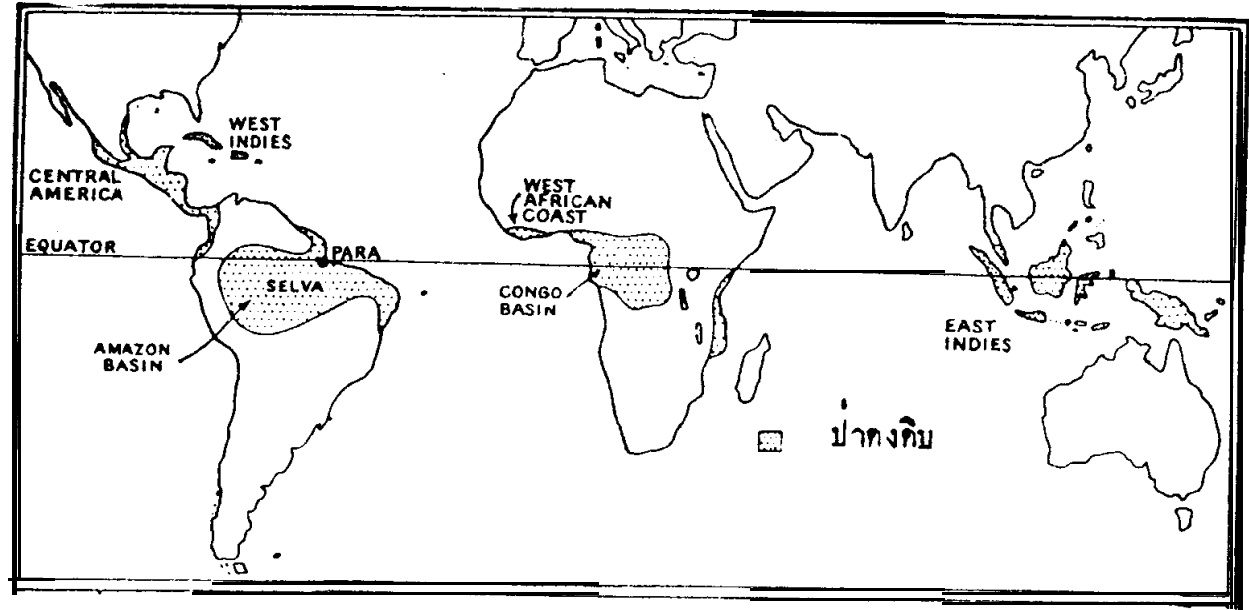 WEST
INDIES
CENTRAL
AMERICA
WEST
AFRICAN
COAST
EQUATOR
PARA
SELVA
CONGO
BASIN
EAST
INDIES
AMAZON
BASIN
ป่าดงดิบ